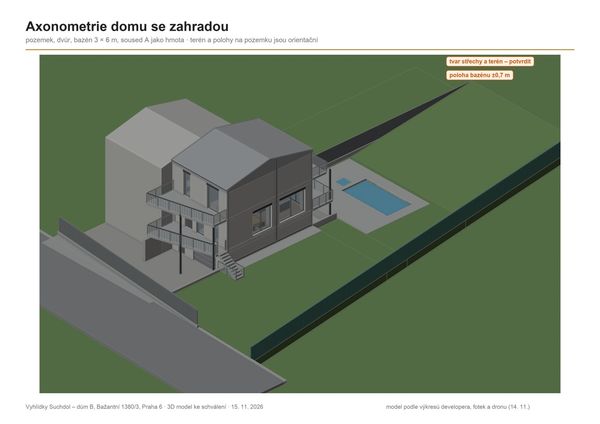 Axonometrie domu se zahradou
pozemek, dvůr, bazén 3 × 6 m, soused A jako hmota · terén a polohy na pozemku jsou orientační
tvar střechy a terén – potvrdit
poloha bazénu ±0,7 m
Vyhlídky Suchdol – dům B, Bažantní 1380/3, Praha 6 · 3D model ke schválení · 15. 11. 2026
model podle výkresů developera, fotek a dronu (14. 11.)